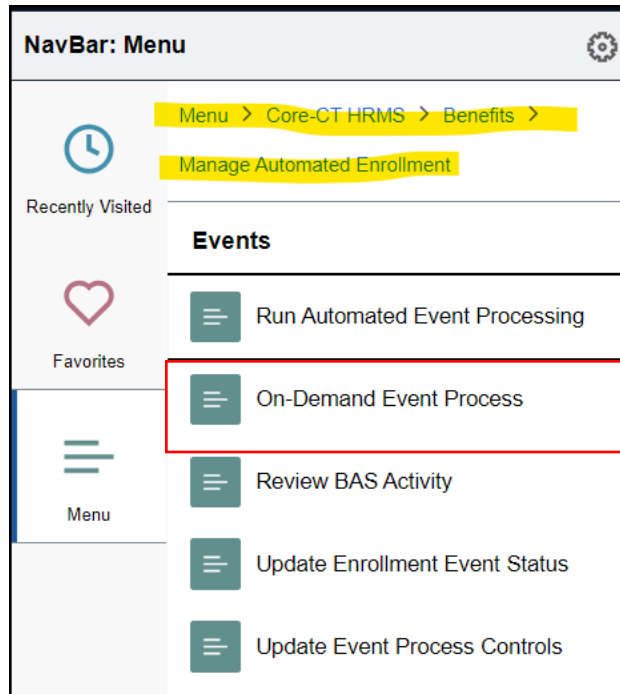 NavBar: Menu
Menu > Core-CT HRMS > Benefits >
Manage Automated Enrollment
Recently Visited
Events
Run Automated Event Processing
Favorites
On-Demand Event Process
Review BAS Activity
Menu
Update Enrollment Event Status
Update Event Process Controls